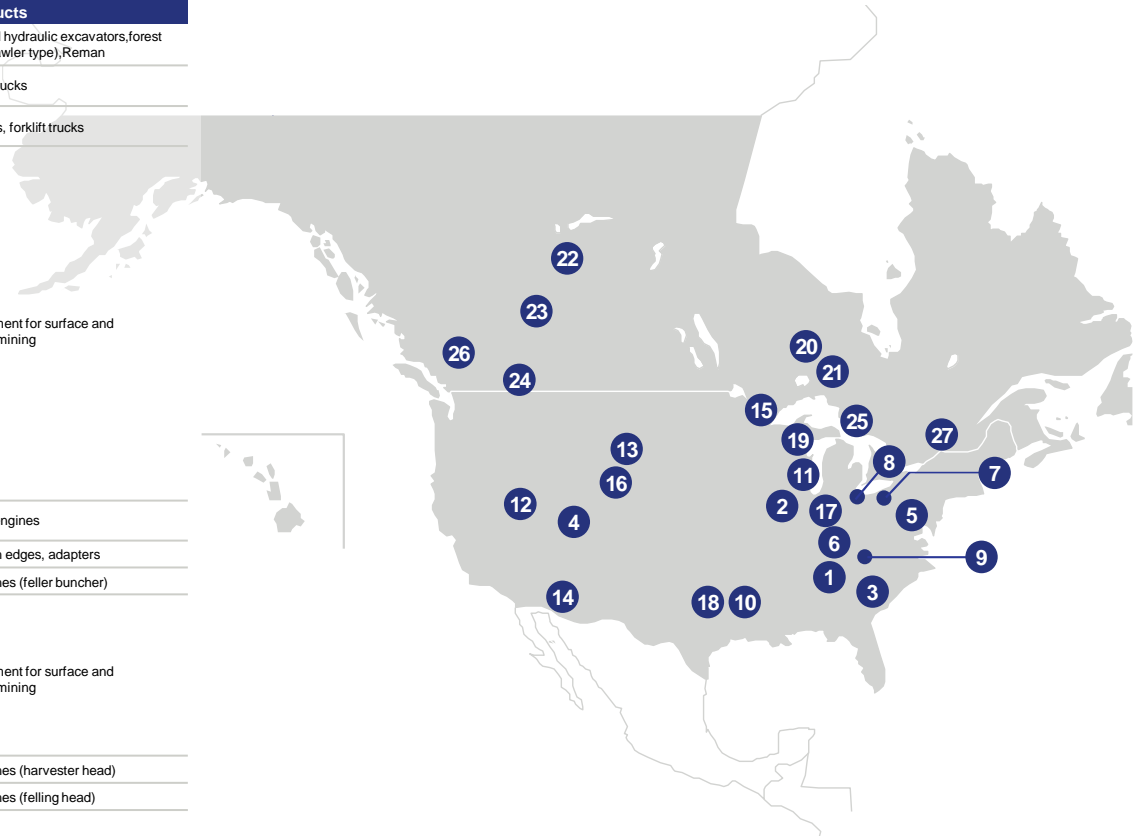 ucts
hydraulic excavators,forest
wler type),Reman
ucks
s, forklift trucks
ment for surface and
mining
engines
n edges, adapters
nes (feller buncher)
ment for surface and
mining
nes (harvester head)
nes (felling head)
22
23
26
24
20
21
15
25
19
27
13
8
11
7
16
12
2
17
5
4
6
9
1
3
14
18
10